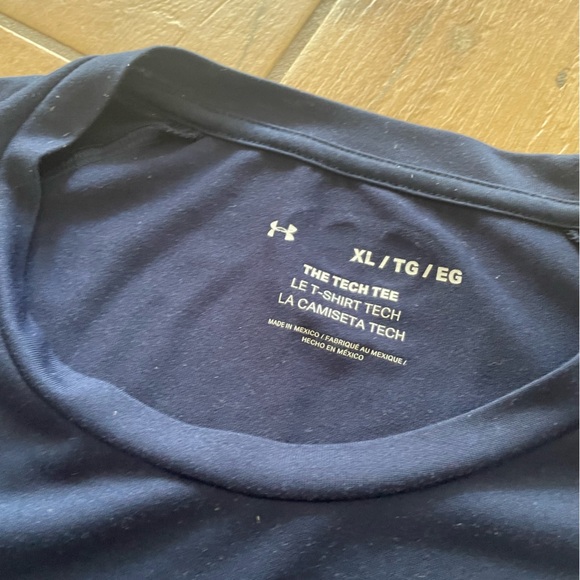 XL / TG / EG
THE TECH TEE
LE T-SHIRT TECH
LA CAMISETA TECH
MADE IN MEXICO / FABRIQUÉ AU MEXIQUE /
HECHO EN MÉXICO